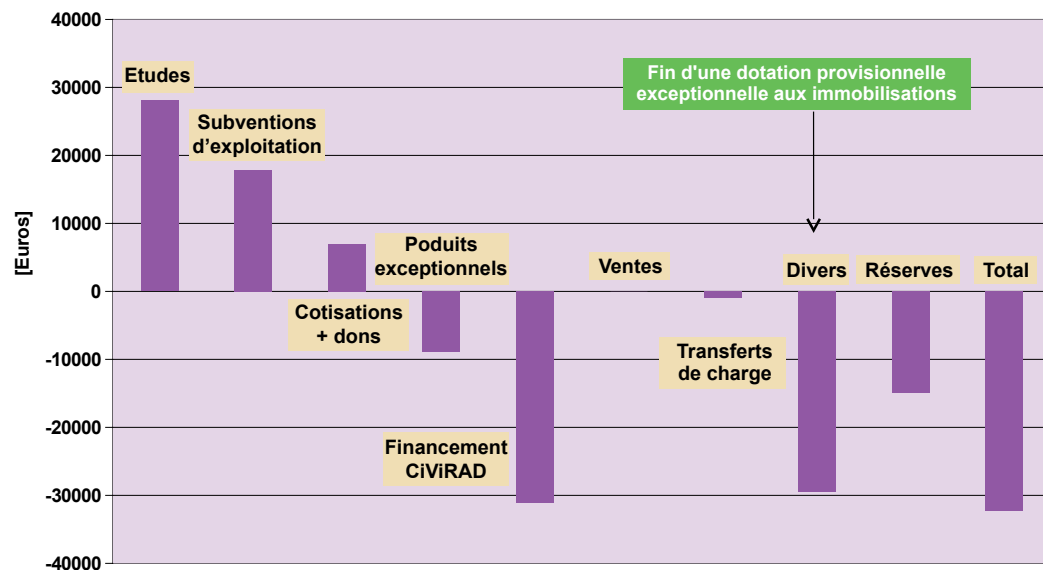 40000
30000
20000
10000
0
-10000
-20000
-30000
-40000
[Euros]
Etudes
Subventions
d'exploitation
Cotisations
+ dons
Poduits
exceptionnels
Financement
CiViRAD
Ventes
Transferts
de charge
Fin d'une dotation provisionnelle
exceptionnelle aux immobilisations
Divers
Réserves
Total